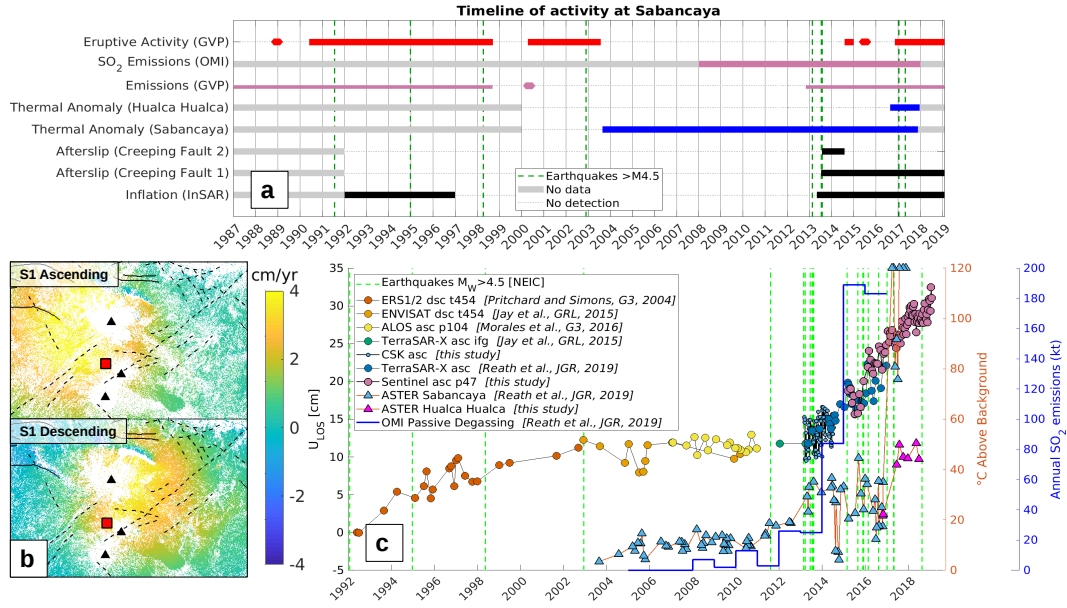 Timeline of activity at Sabancaya
Eruptive Activity (GVP)
SO2 Emissions (OMI)
Emissions (GVP)
Thermal Anomaly (Hualca Hualca)
Thermal Anomaly (Sabancaya)
Afterslip (Creeping Fault 2)
Afterslip (Creeping Fault 1)
Inflation (InSAR)
a
Earthquakes >M4.5
No data
No detection
1987 1988 1989 1990 1991 1992 1993 1994 1995 1996 1997 1998 1999 2000 2001 2002 2003 2004 2005 2006 2007 2008 2009 2010 2011 2012 2013 2014 2015 2016 2017 2018 2019
S1 Ascending
S1 Descending
b
cm/yr
4
2
0
-2
-4
35
30
25
20
15
10
5
0
-5
ULOS [cm]
Earthquakes MW>4.5 [NEIC]
ERS1/2 dsc t454 [Pritchard and Simons, G3, 2004]
ENVISAT dsc t454 [Jay et al., GRL, 2015]
ALOS asc p104 [Morales et al., G3, 2016]
TerraSAR-X asc ifg [Jay et al., GRL, 2015]
CSK asc [this study]
TerraSAR-X asc [Reath et al., JGR, 2019]
Sentinel asc p47 [this study]
ASTER Sabancaya [Reath et al., JGR, 2019]
ASTER Hualca Hualca [this study]
OMI Passive Degassing [Reath et al., JGR, 2019]
c
1992 1994 1996 1998 2000 2002 2004 2006 2008 2010 2012 2014 2016 2018
120
100
80
60
40
20
0
°C Above Background
200
180
160
140
120
100
80
60
40
20
0
Annual SO2 emissions (kt)